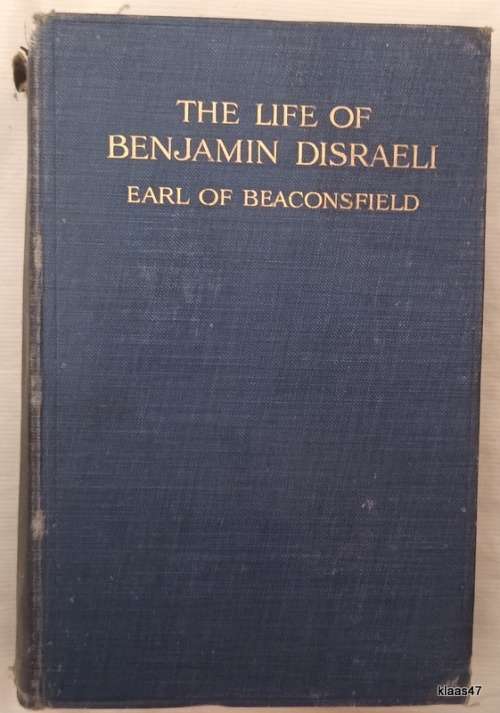 THE LIFE OF
BENJAMIN DISRAELI
EARL OF BEACONSFIELD
klaas47